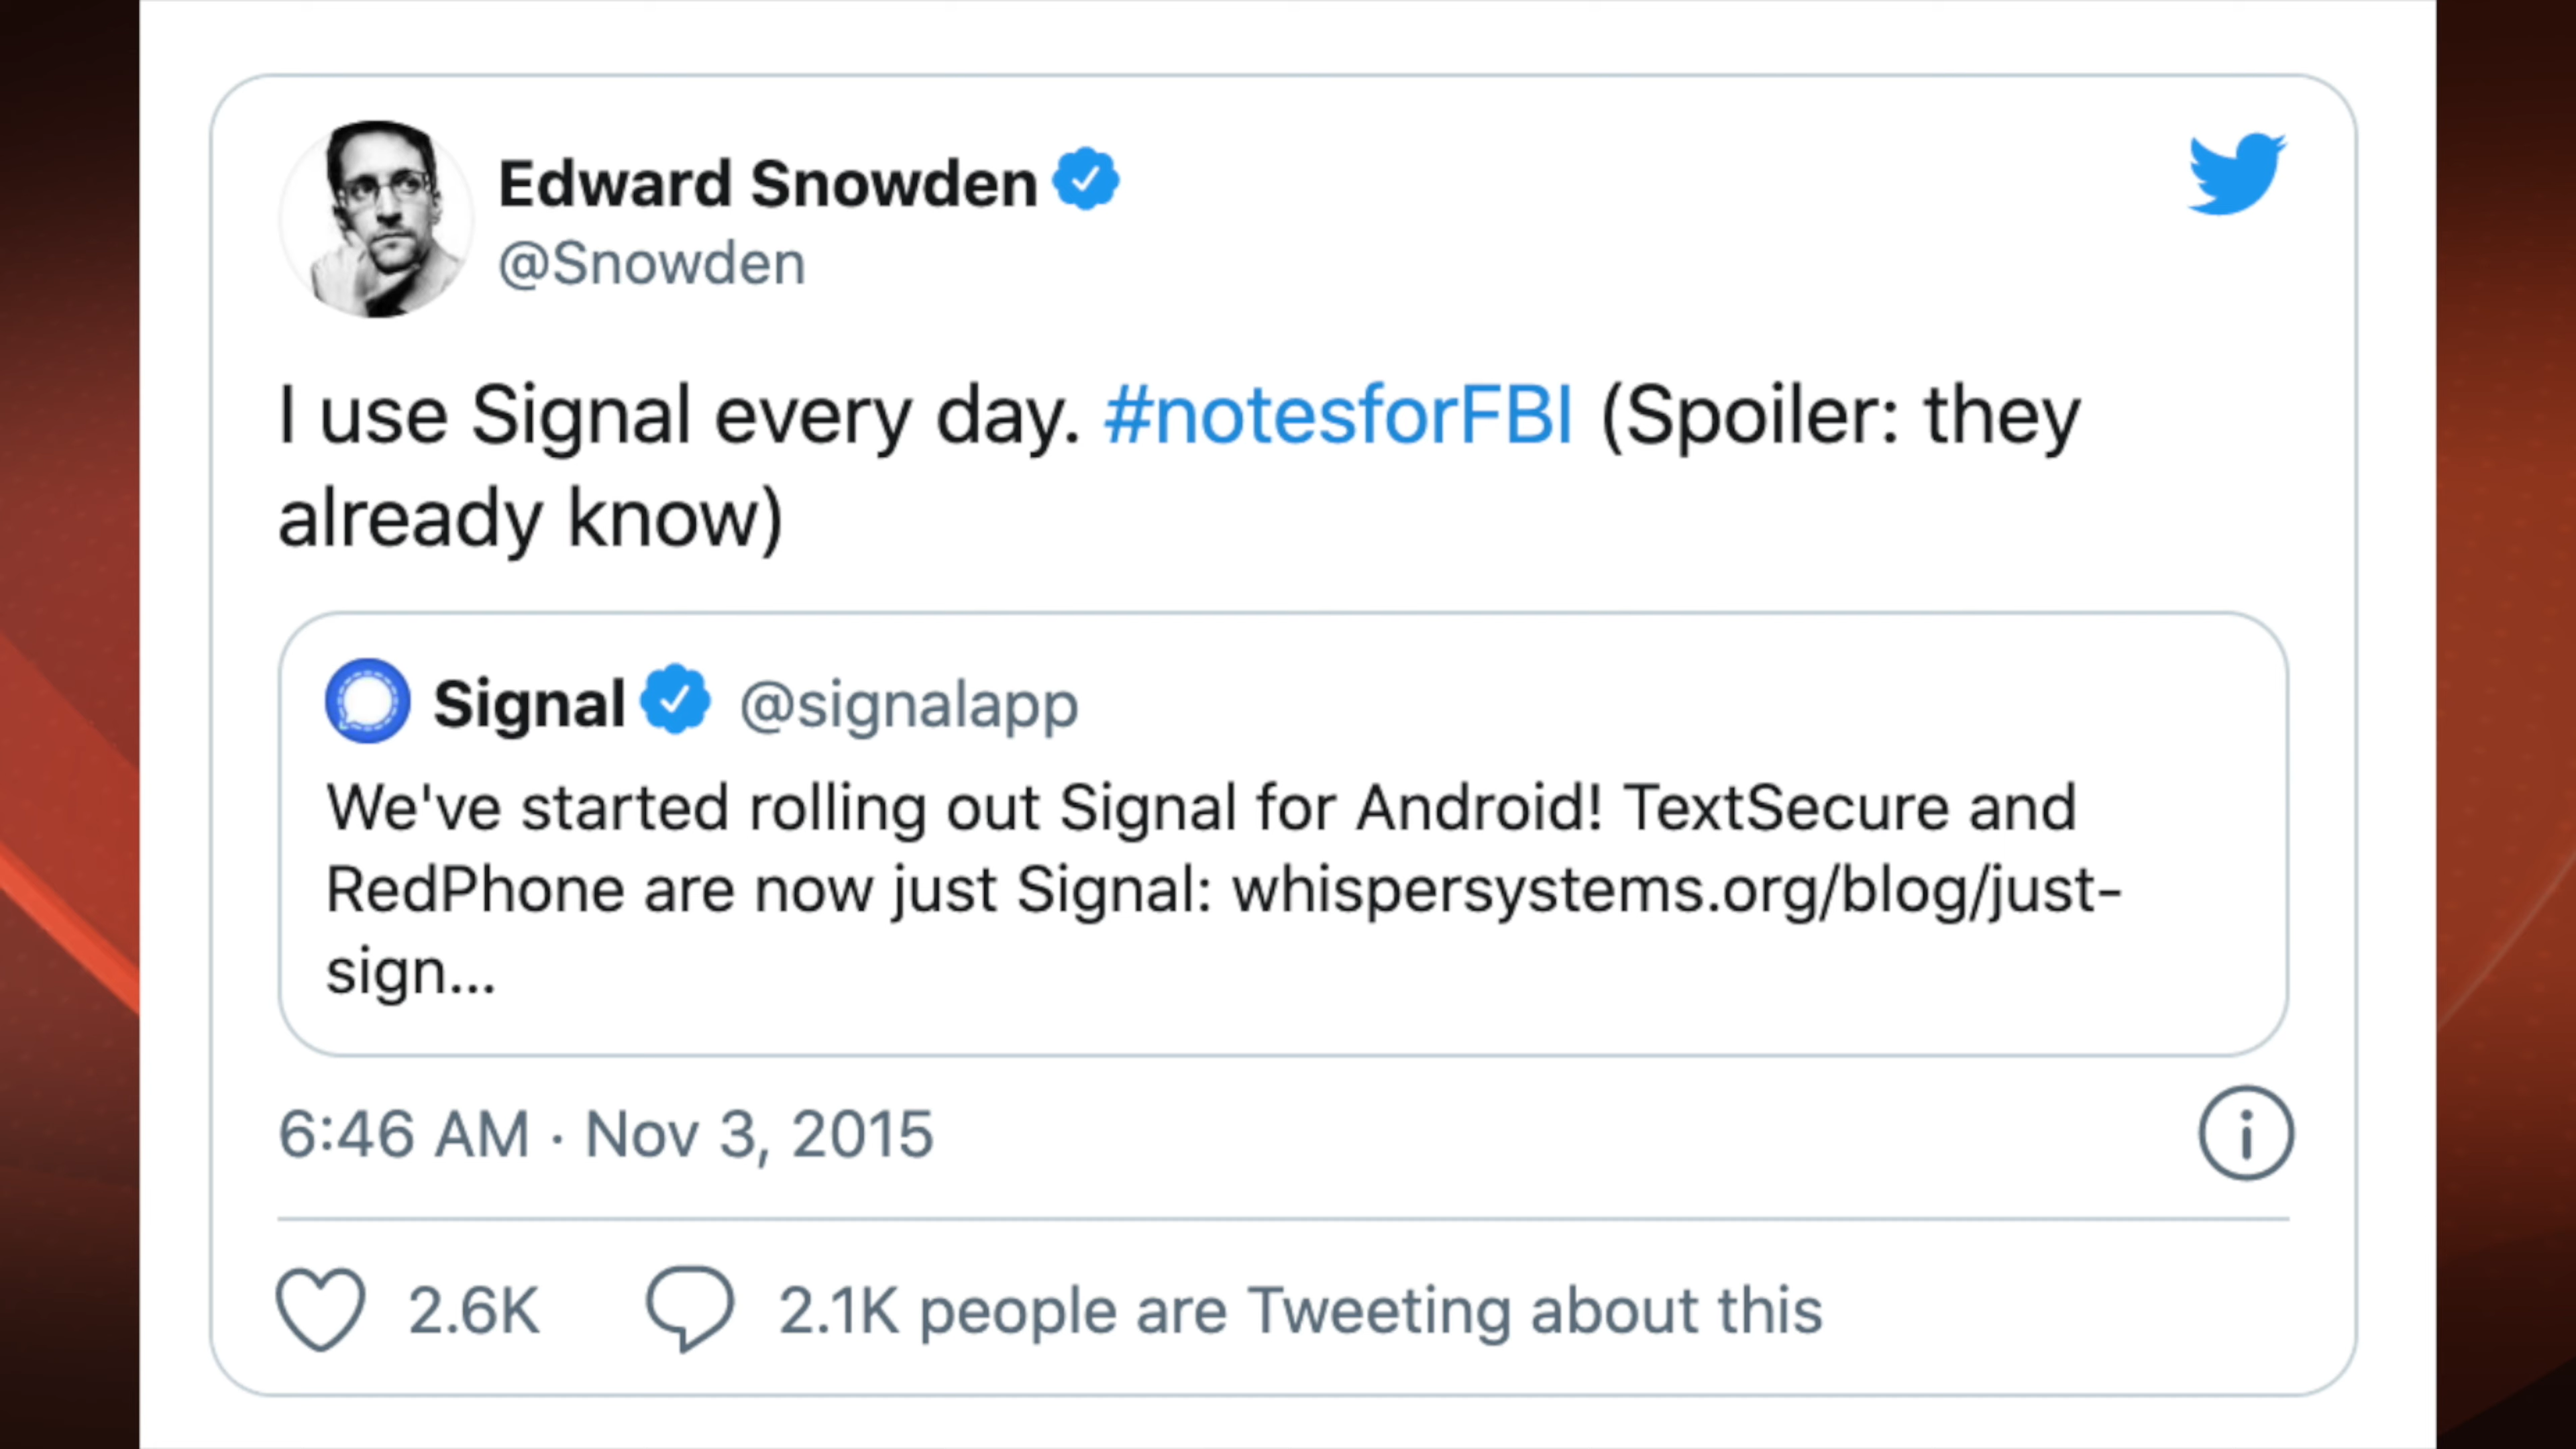 Edward Snowden
@Snowden
I use Signal every day. #notesforFBI (Spoiler: they
already know)
Signal @signalapp
We've started rolling out Signal for Android! TextSecure and
RedPhone are now just Signal: whispersystems.org/blog/just-
sign...
6:46 AM · Nov 3, 2015
2.6K 2.1K people are Tweeting about this